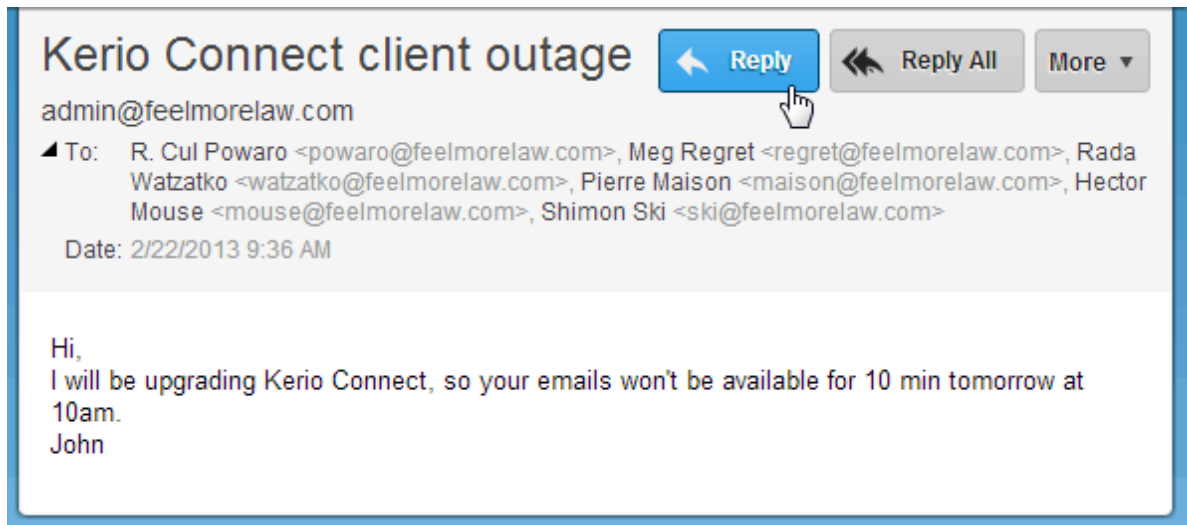 Kerio Connect client outage Reply Reply All More
admin@feelmorelaw.com
To: R. Cul Powaro <powaro@feelmorelaw.com>, Meg Regret <regret@feelmorelaw.com>, Rada
Watzatko <watzatko@feelmorelaw.com>, Pierre Maison <maison@feelmorelaw.com>, Hector
Mouse <mouse@feelmorelaw.com>, Shimon Ski <ski@feelmorelaw.com>
Date: 2/22/2013 9:36 AM
Hi,
I will be upgrading Kerio Connect, so your emails won't be available for 10 min tomorrow at
10am.
John